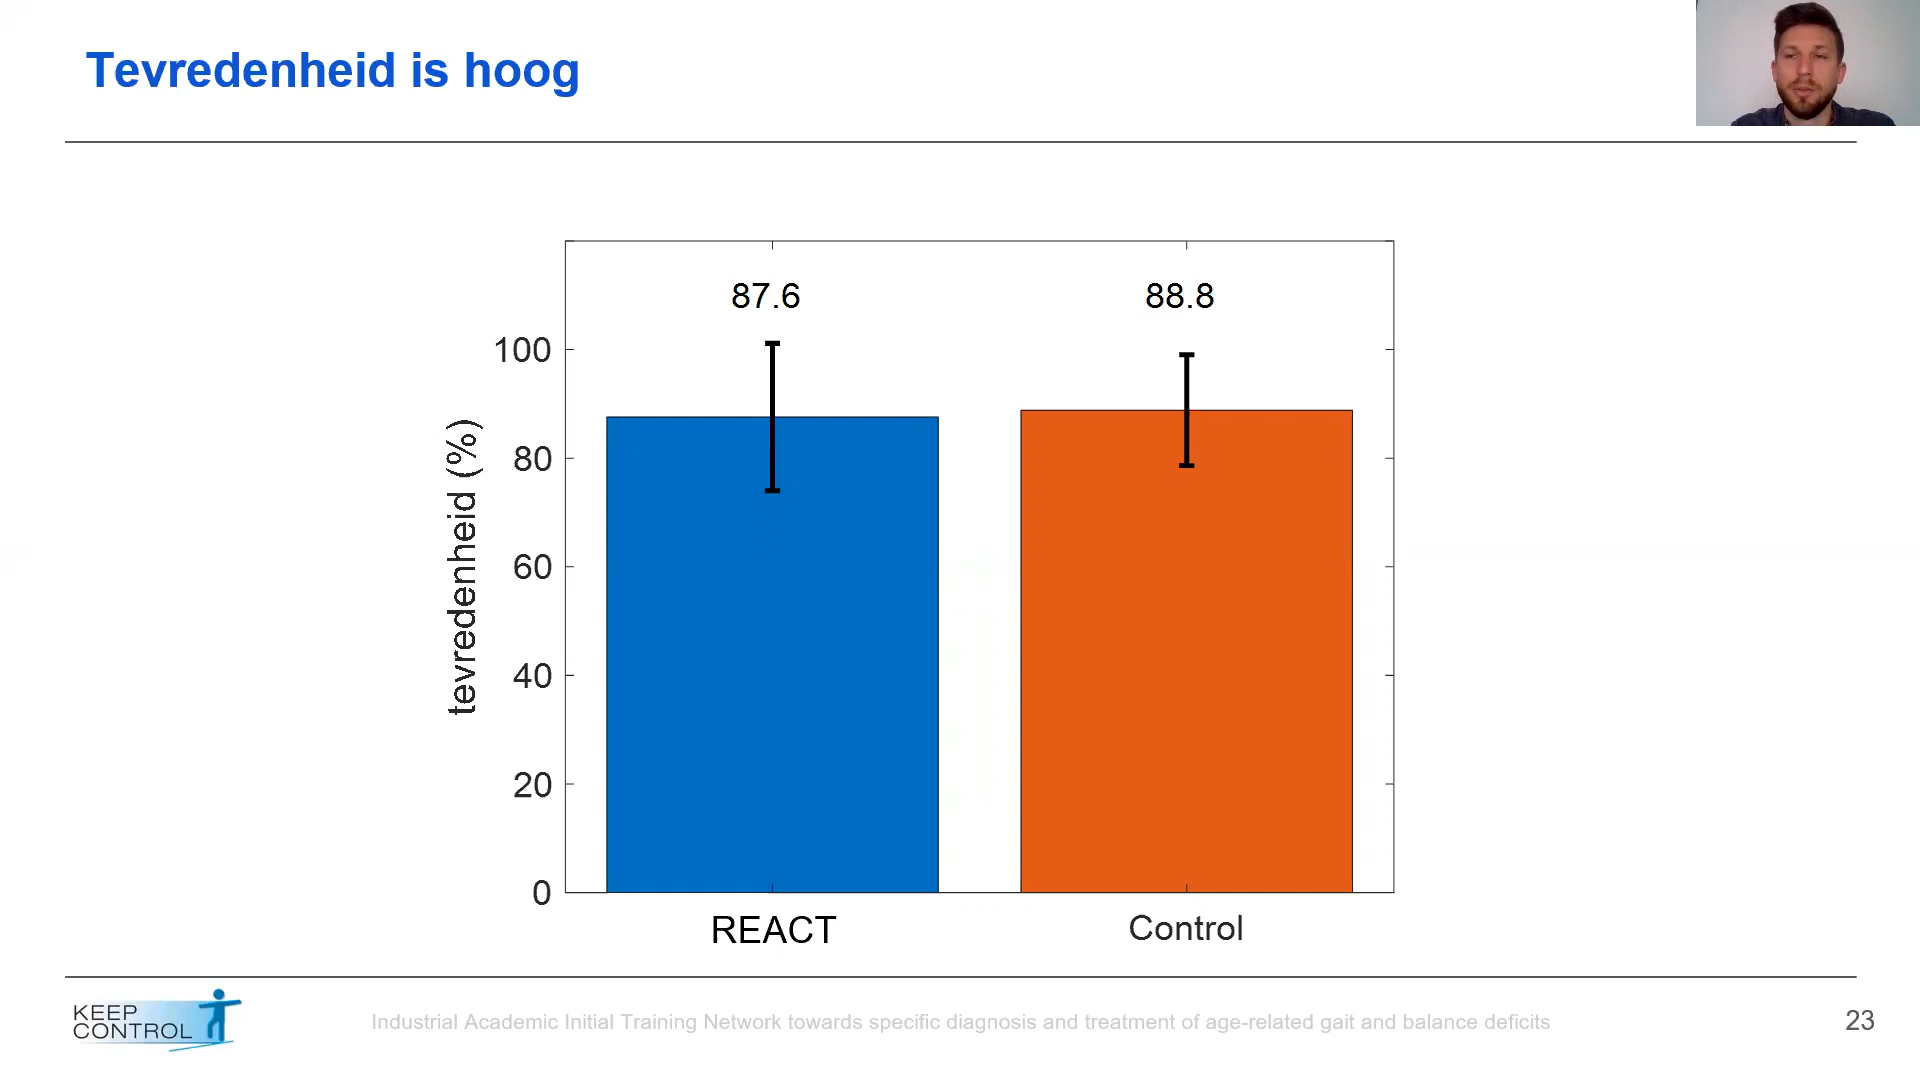 Tevredenheid is hoog
87.6
88.8
100
80
60
40
20
0
tevredenheid (%)
REACT
Control
KEEP
CONTROL
Industrial Academic Initial Training Network towards specific diagnosis and treatment of age-related gait and balance deficits
23